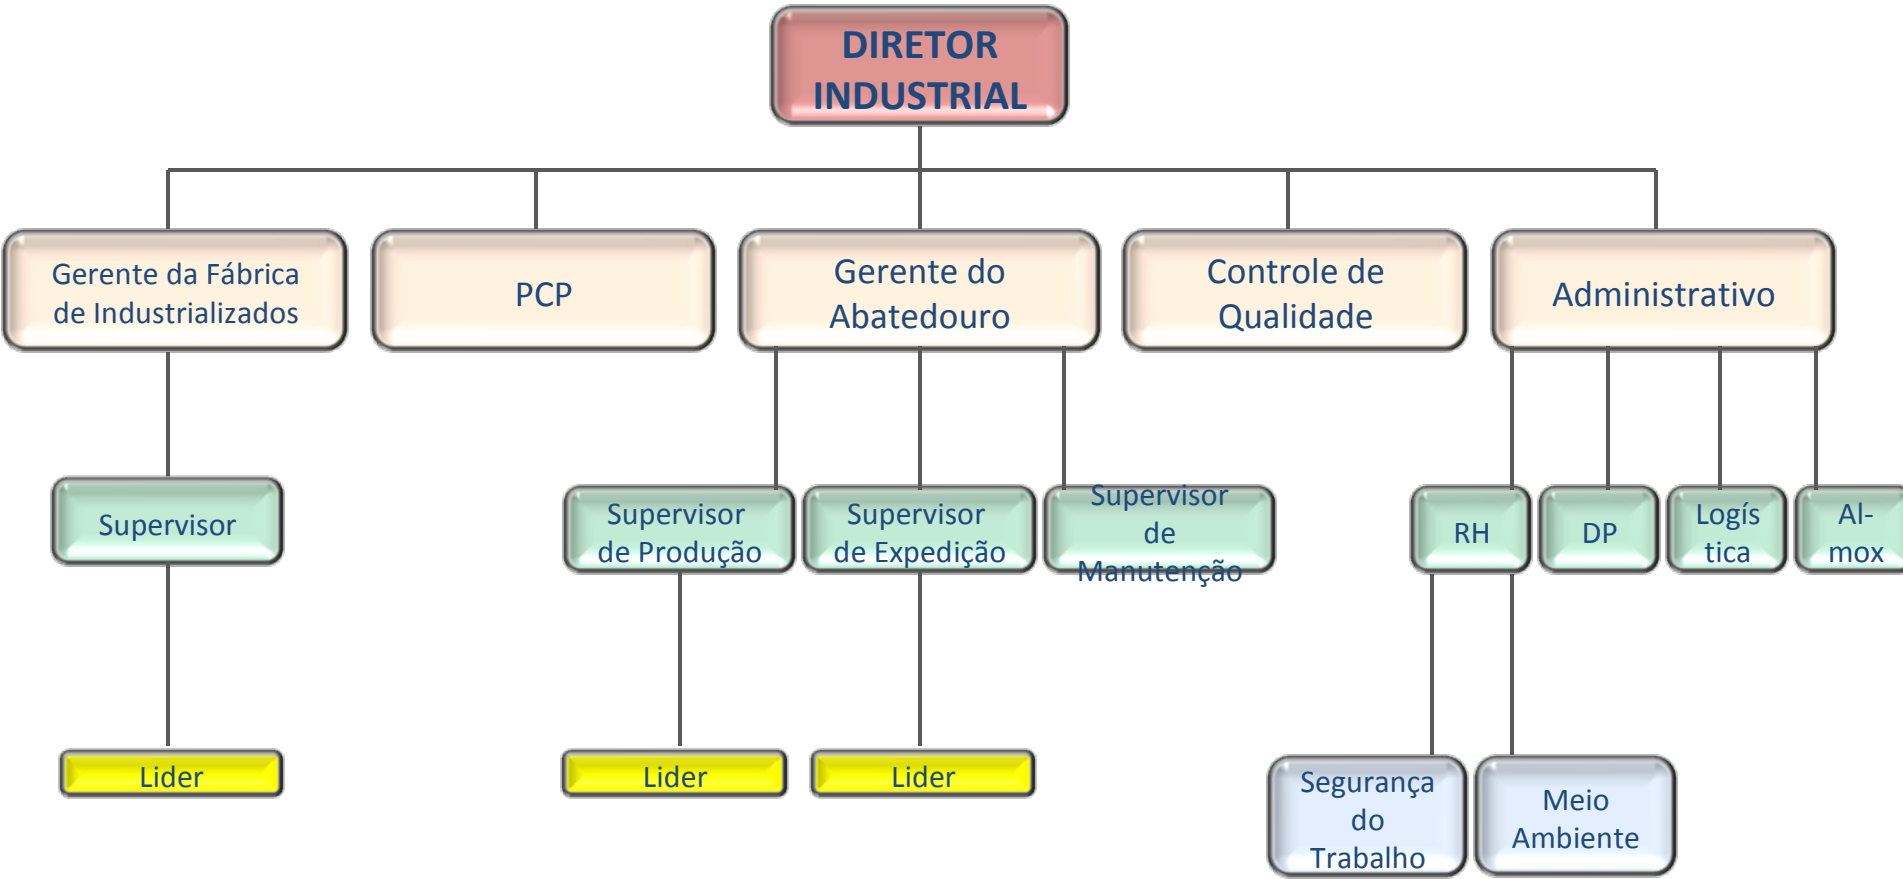 DIRETOR
INDUSTRIAL
Gerente da Fábrica
de Industrializados
PCP
Gerente do
Abatedouro
Controle de
Qualidade
Administrativo
Supervisor
Supervisor
de Produção
Supervisor
de Expedição
Supervisor
de
Manutenção
RH
DP
Logís
tica
Al-
mox
Lider
Lider
Lider
Segurança
do
Trabalho
Meio
Ambiente